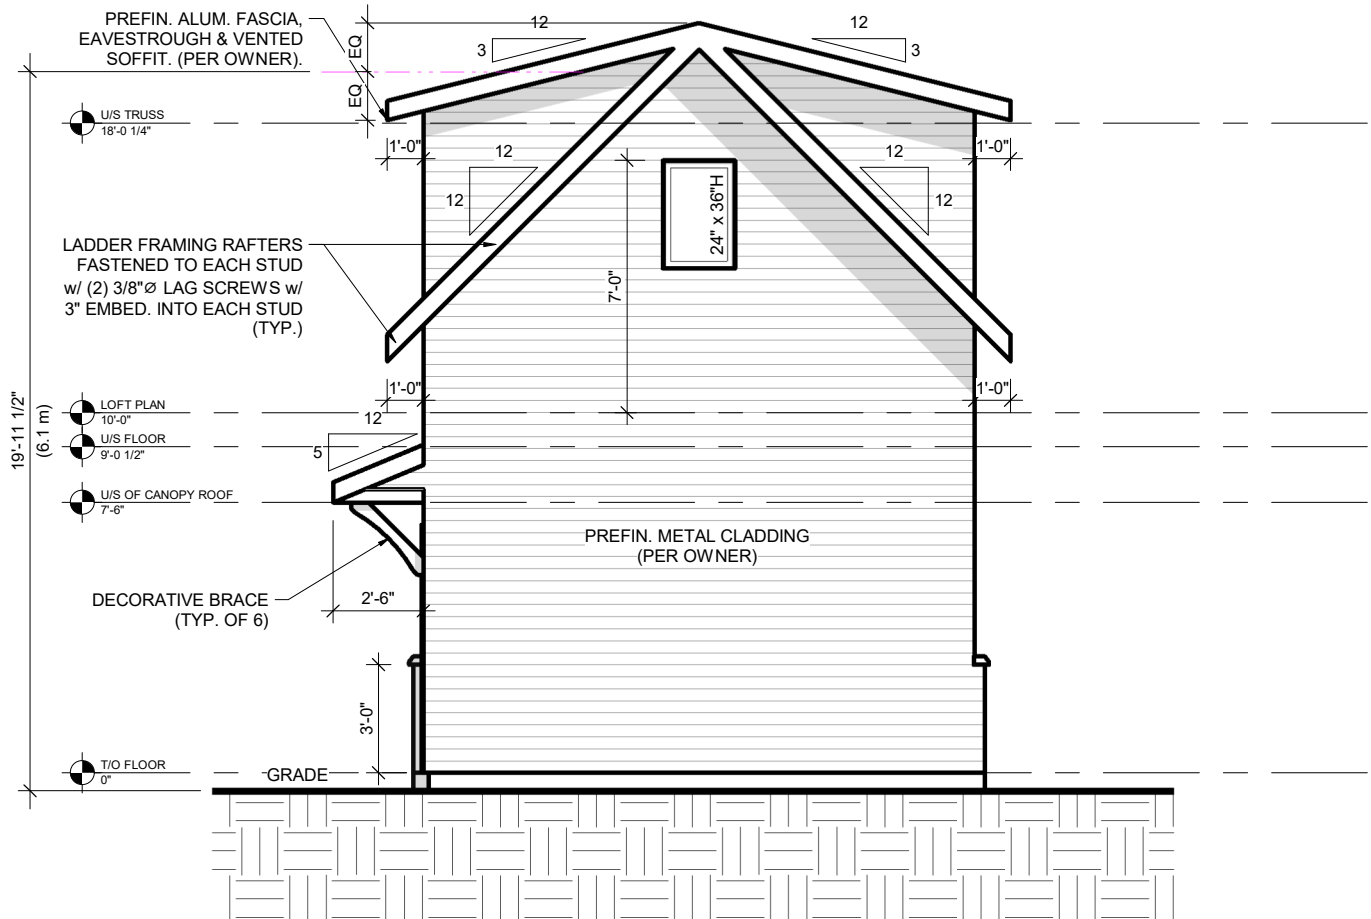 PREFIN. ALUM. FASCIA,
EAVESTROUGH & VENTED
SOFFIT. (PER OWNER).
EQ
EQ
12
3
12
3
U/S TRUSS
18'-0 1/4"
1'-0"
1'-0"
12
12
12
12
24" x 36"H
7'-0"
LADDER FRAMING RAFTERS
FASTENED TO EACH STUD
w/ (2) 3/8"Ø LAG SCREWS w/
3" EMBED. INTO EACH STUD
(TYP.)
1'-0"
1'-0"
19'-11 1/2"
(6.1 m)
LOFT PLAN
10'-0"
12
5
U/S FLOOR
9'-0 1/2"
U/S OF CANOPY ROOF
7'-6"
PREFIN. METAL CLADDING
(PER OWNER)
DECORATIVE BRACE
(TYP. OF 6)
2'-6"
3'-0"
T/O FLOOR
0"
GRADE